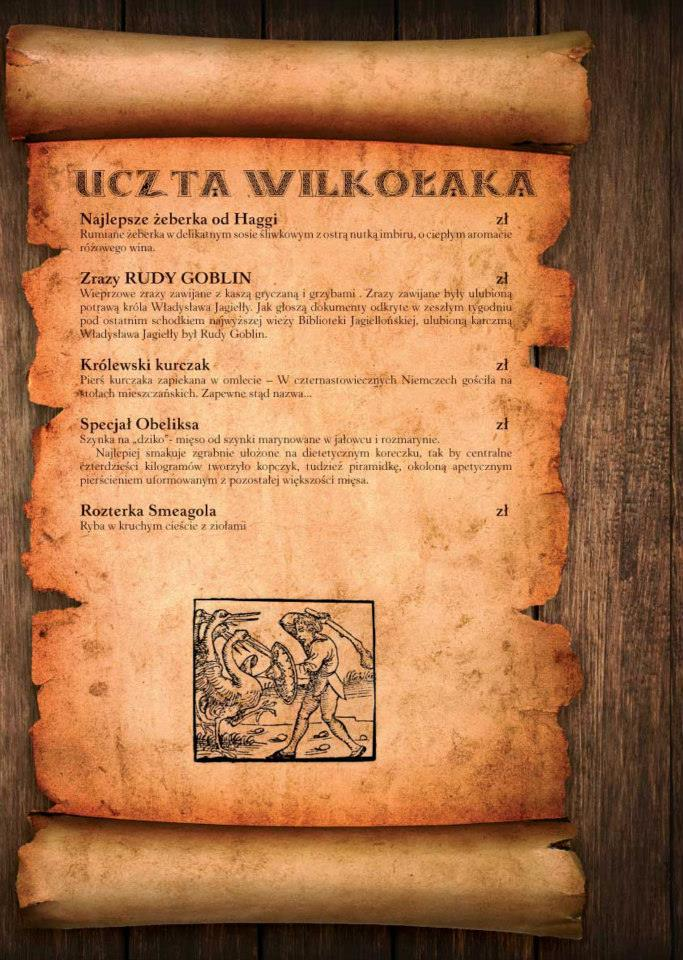 UCZTA WILKOŁAKA
Najlepsze żeberka od Haggi zł
Rumiane żeberka w delikatnym sosie śliwkowym z ostrą nutką imbiru, o ciepłym aromacie
różowego wina.
Zrazy RUDY GOBLIN zł
Wieprzowe zrazy zawijane z kaszą gryczaną i grzybami . Zrazy zawijane były ulubioną
potrawą króla Władysława Jagiełły. Jak głoszą dokumenty odkryte w zeszłym tygodniu
pod ostatnim schodkiem najwyższej wieży Biblioteki Jagiellońskiej, ulubioną karczmą
Władysława Jagiełły był Rudy Goblin.
Królewski kurczak zł
Pierś kurczaka zapiekana w omlecie – W czternastowiecznych Niemczech gościła na
stołach mieszczańskich. Zapewne stąd nazwa...
Specjał Obeliksa zł
Szynka na „dziko”- mięso od szynki marynowane w jałowcu i rozmarynie.
Najlepiej smakuje zgrabnie ułożone na dietetycznym koreczku, tak by centralne
czterdzieści kilogramów tworzyło kopczyk, tudzież piramidkę, okoloną apetycznym
pierścieniem uformowanym z pozostałej większości mięsa.
Rozterka Smeagola zł
Ryba w kruchym cieście z ziołami